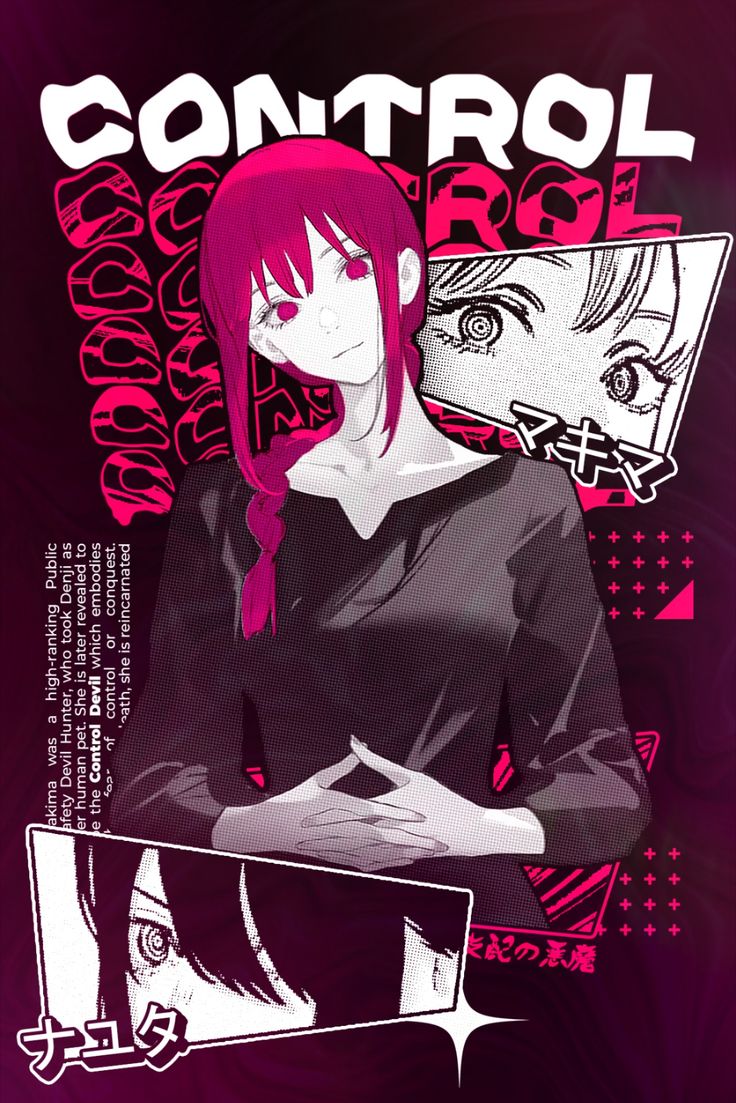 CONTROL
CONTROL
マキマ
akima was a high-ranking Public
afety Devil Hunter, who took Denji as
er human pet. She is later revealed to
e the Control Devil which embodies
of control or conquest.
she is reincarnated
配の悪魔
ナユタ